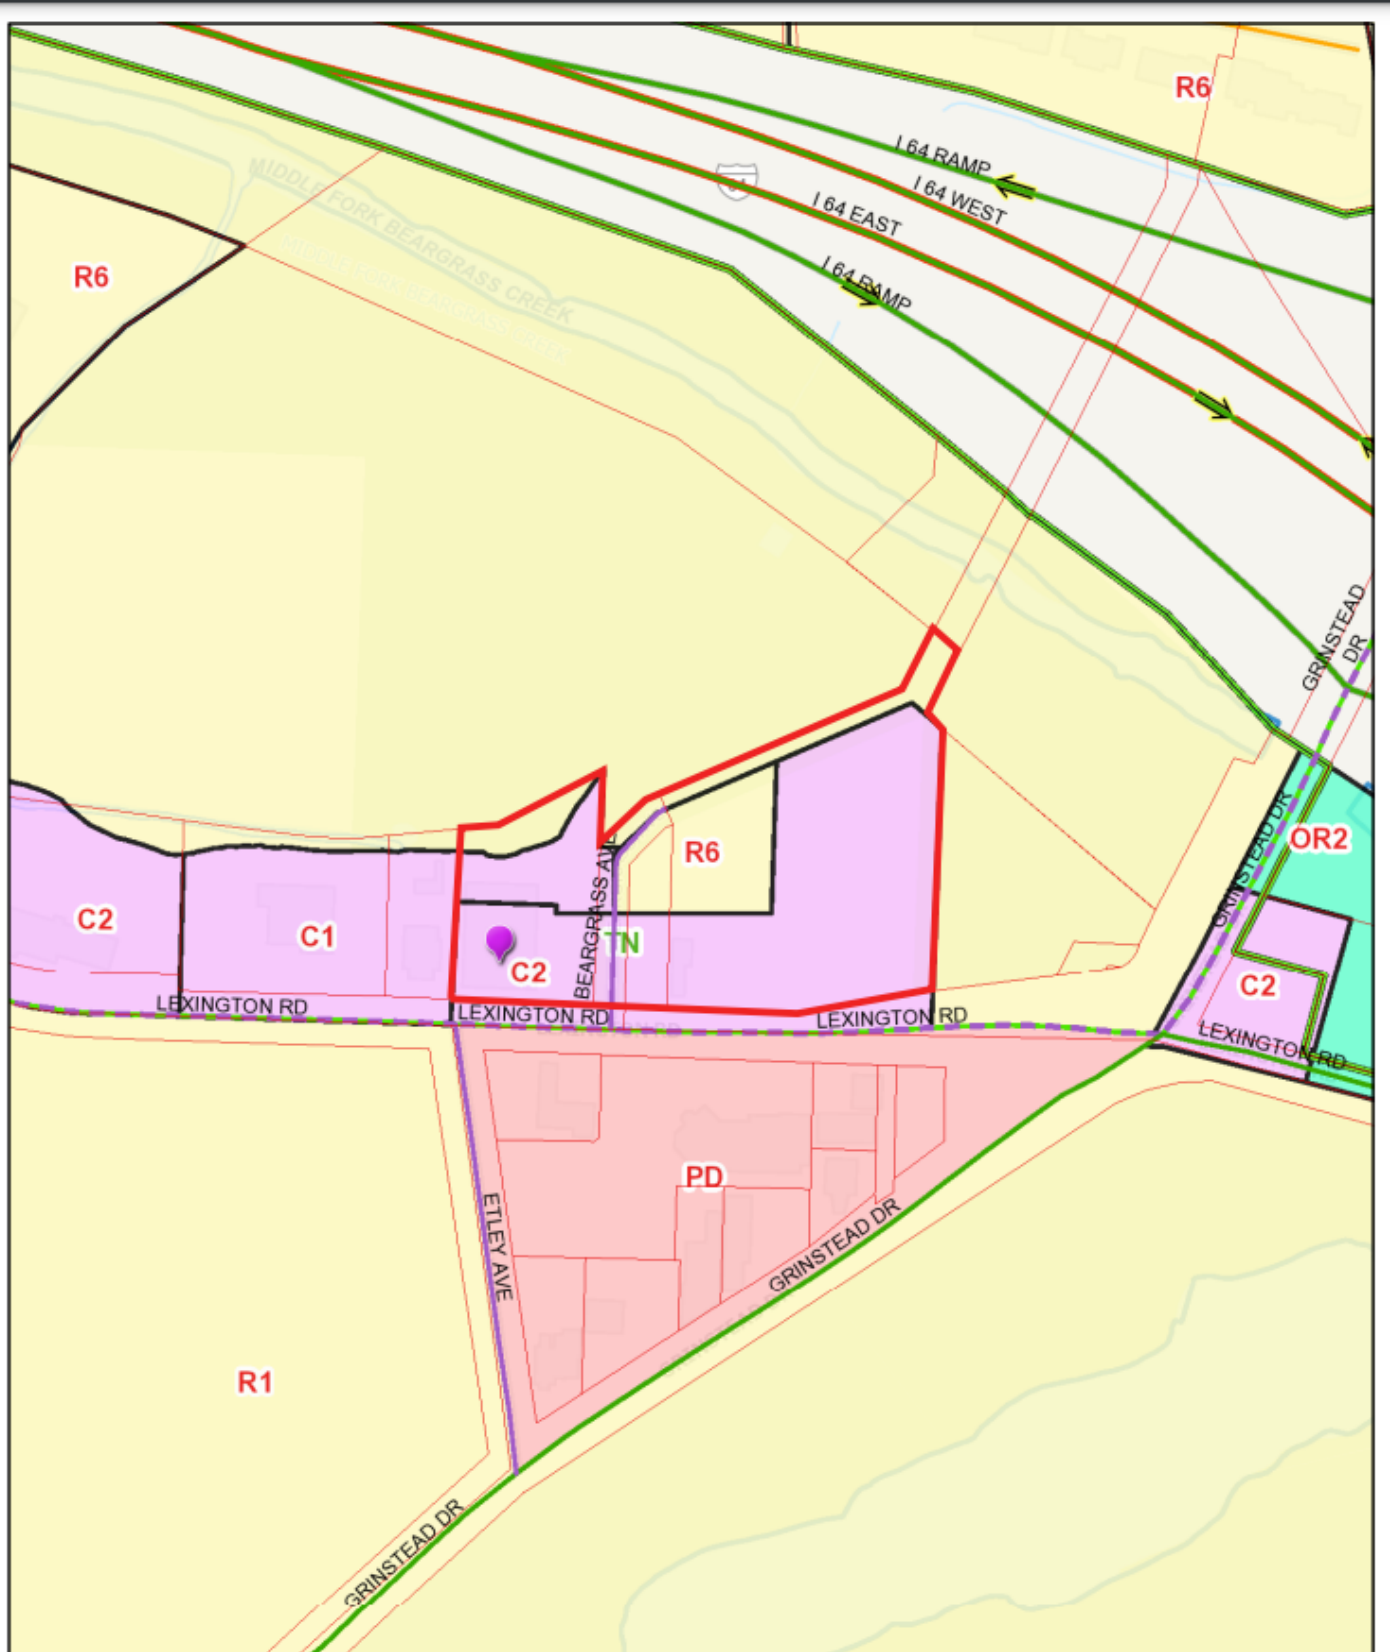 R6
I 64 RAMP
I 64 WEST
64
I 64 EAST
MIDDLE FORK BEARGRASS CREEK
MIDDLE FORK BEARGRASS CREEK
R6
I 64 RAMP
GRINSTEAD
DR
GRINSTEAD DR
OR2
R6
BEARGRASS AVE
C2
C1
TN
C2
C2
LEXINGTON RD
LEXINGTON RD
LEXINGTON RD
LEXINGTON RD
PD
ETLEY AVE
GRINSTEAD DR
R1
GRINSTEAD DR